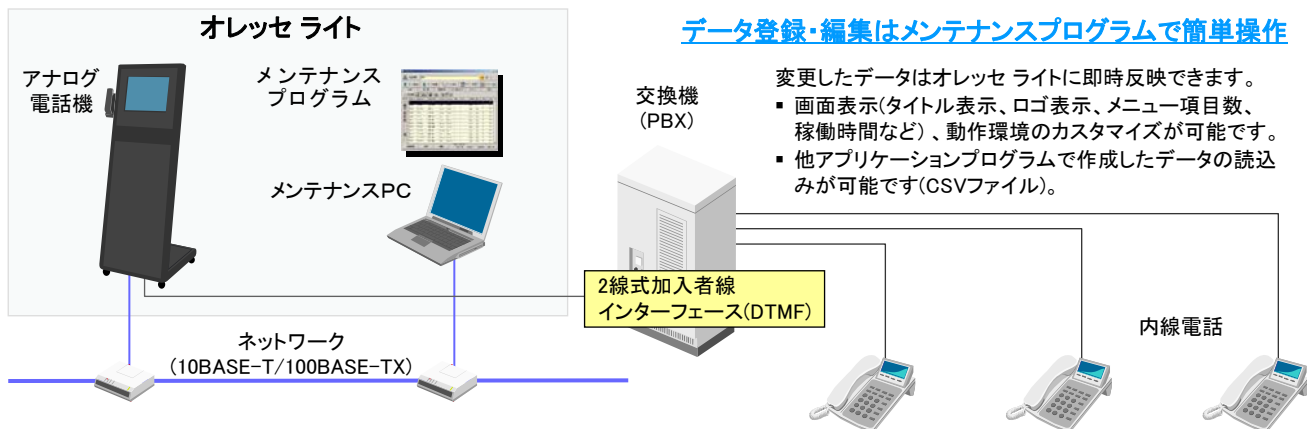 オレッセ ライト
アナログ
電話機
メンテナンス
プログラム
メンテナンスPC
ネットワーク
(10BASE-T/100BASE-TX)
データ登録・編集はメンテナンスプログラムで簡単操作
変更したデータはオレッセ ライトに即時反映できます。
▪ 画面表示(タイトル表示、ロゴ表示、メニュー項目数、
稼働時間など) 、動作環境のカスタマイズが可能です。
▪ 他アプリケーションプログラムで作成したデータの読込
みが可能です(CSVファイル)。
交換機
(PBX)
2線式加入者線
インターフェース(DTMF)
内線電話